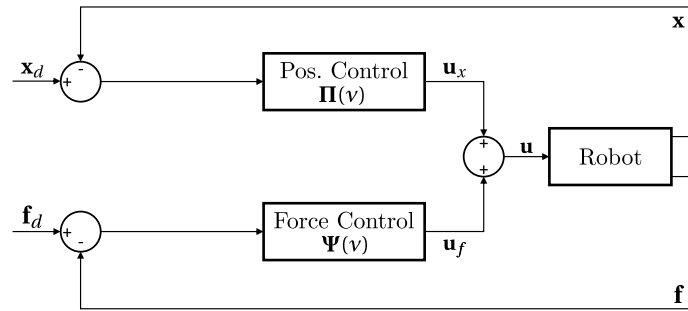 x
-
x_d
+
Pos. Control
Π(ν)
u_x
+
+
u
Robot
f_d
+
-
Force Control
Ψ(ν)
u_f
f